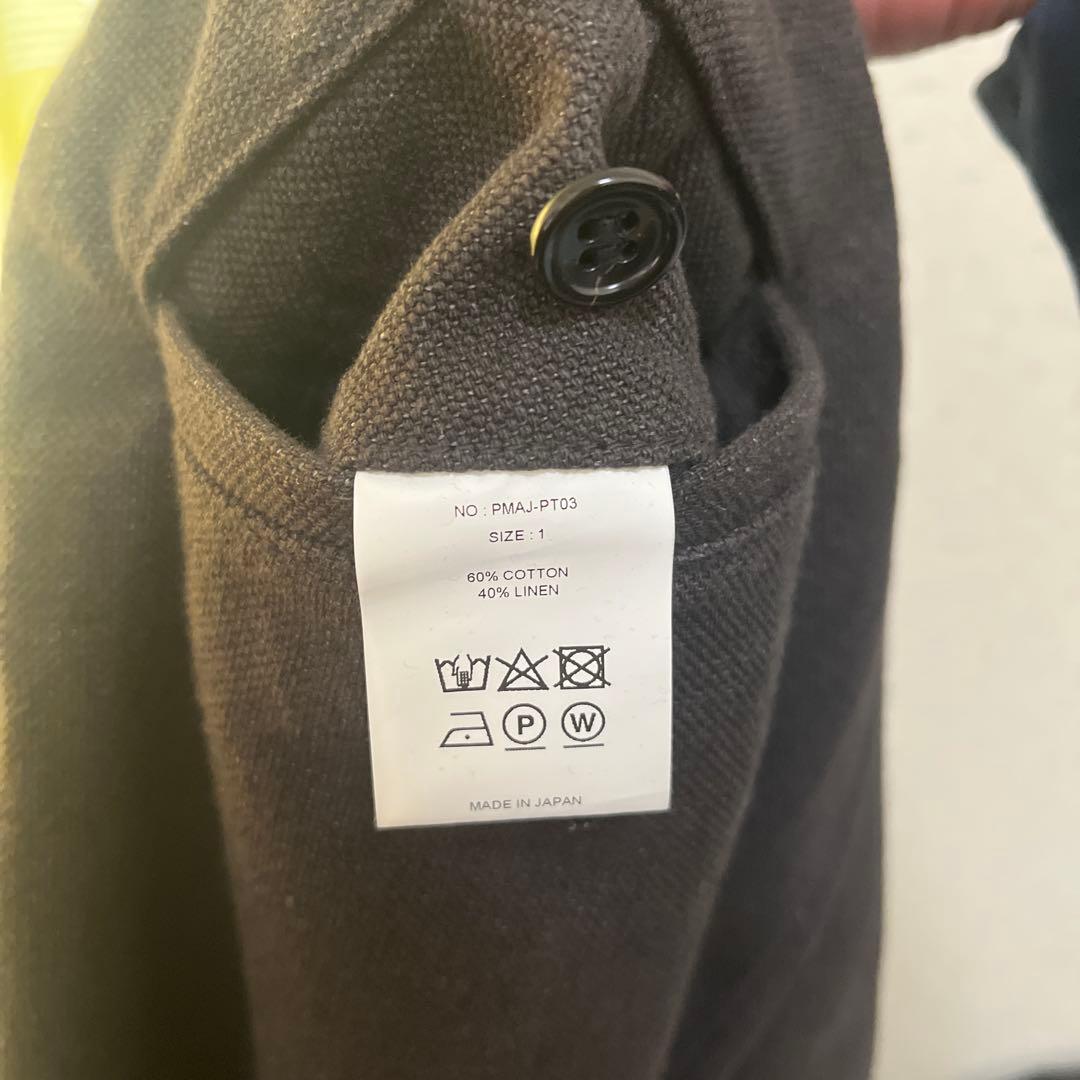 NO : PMAJ-PT03
SIZE : 1
60% COTTON
40% LINEN
P W
MADE IN JAPAN